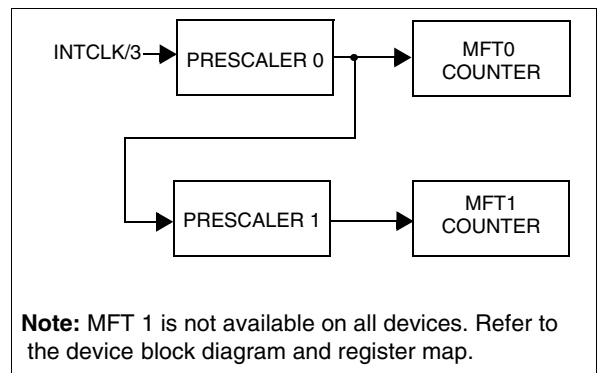 INTCLK/3
PRESCALER 0
MFT0
COUNTER
PRESCALER 1
MFT1
COUNTER
Note: MFT 1 is not available on all devices. Refer to
the device block diagram and register map.